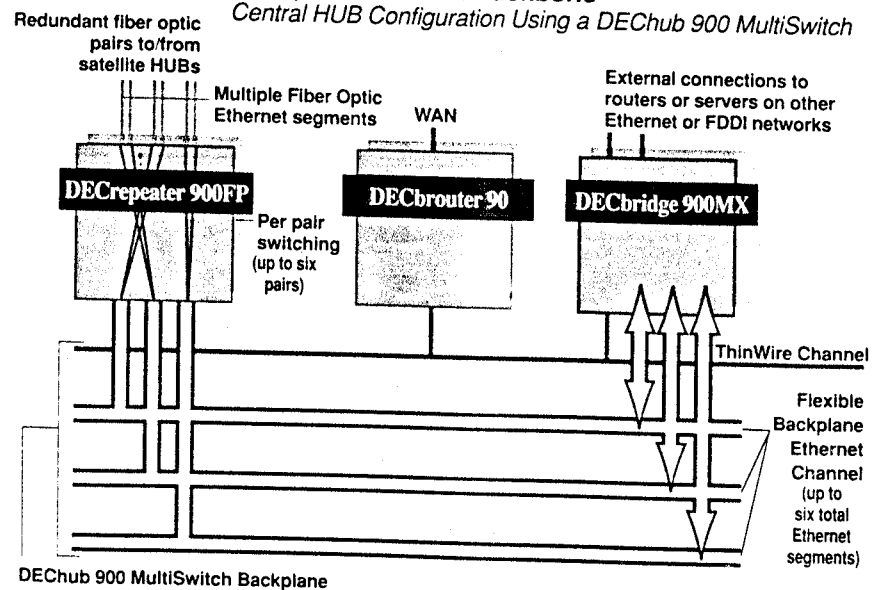 Central HUB Configuration Using a DEChub 900 MultiSwitch
Redundant fiber optic
pairs to/from
satellite HUBs
Multiple Fiber Optic
Ethernet segments
WAN
External connections to
routers or servers on other
Ethernet or FDDI networks
DECrepeater 900FP
DECbrouter 90
DECbridge 900MX
Per pair
switching
(up to six
pairs)
ThinWire Channel
Flexible
Backplane
Ethernet
Channel
(up to
six total
Ethernet
segments)
DEChub 900 MultiSwitch Backplane